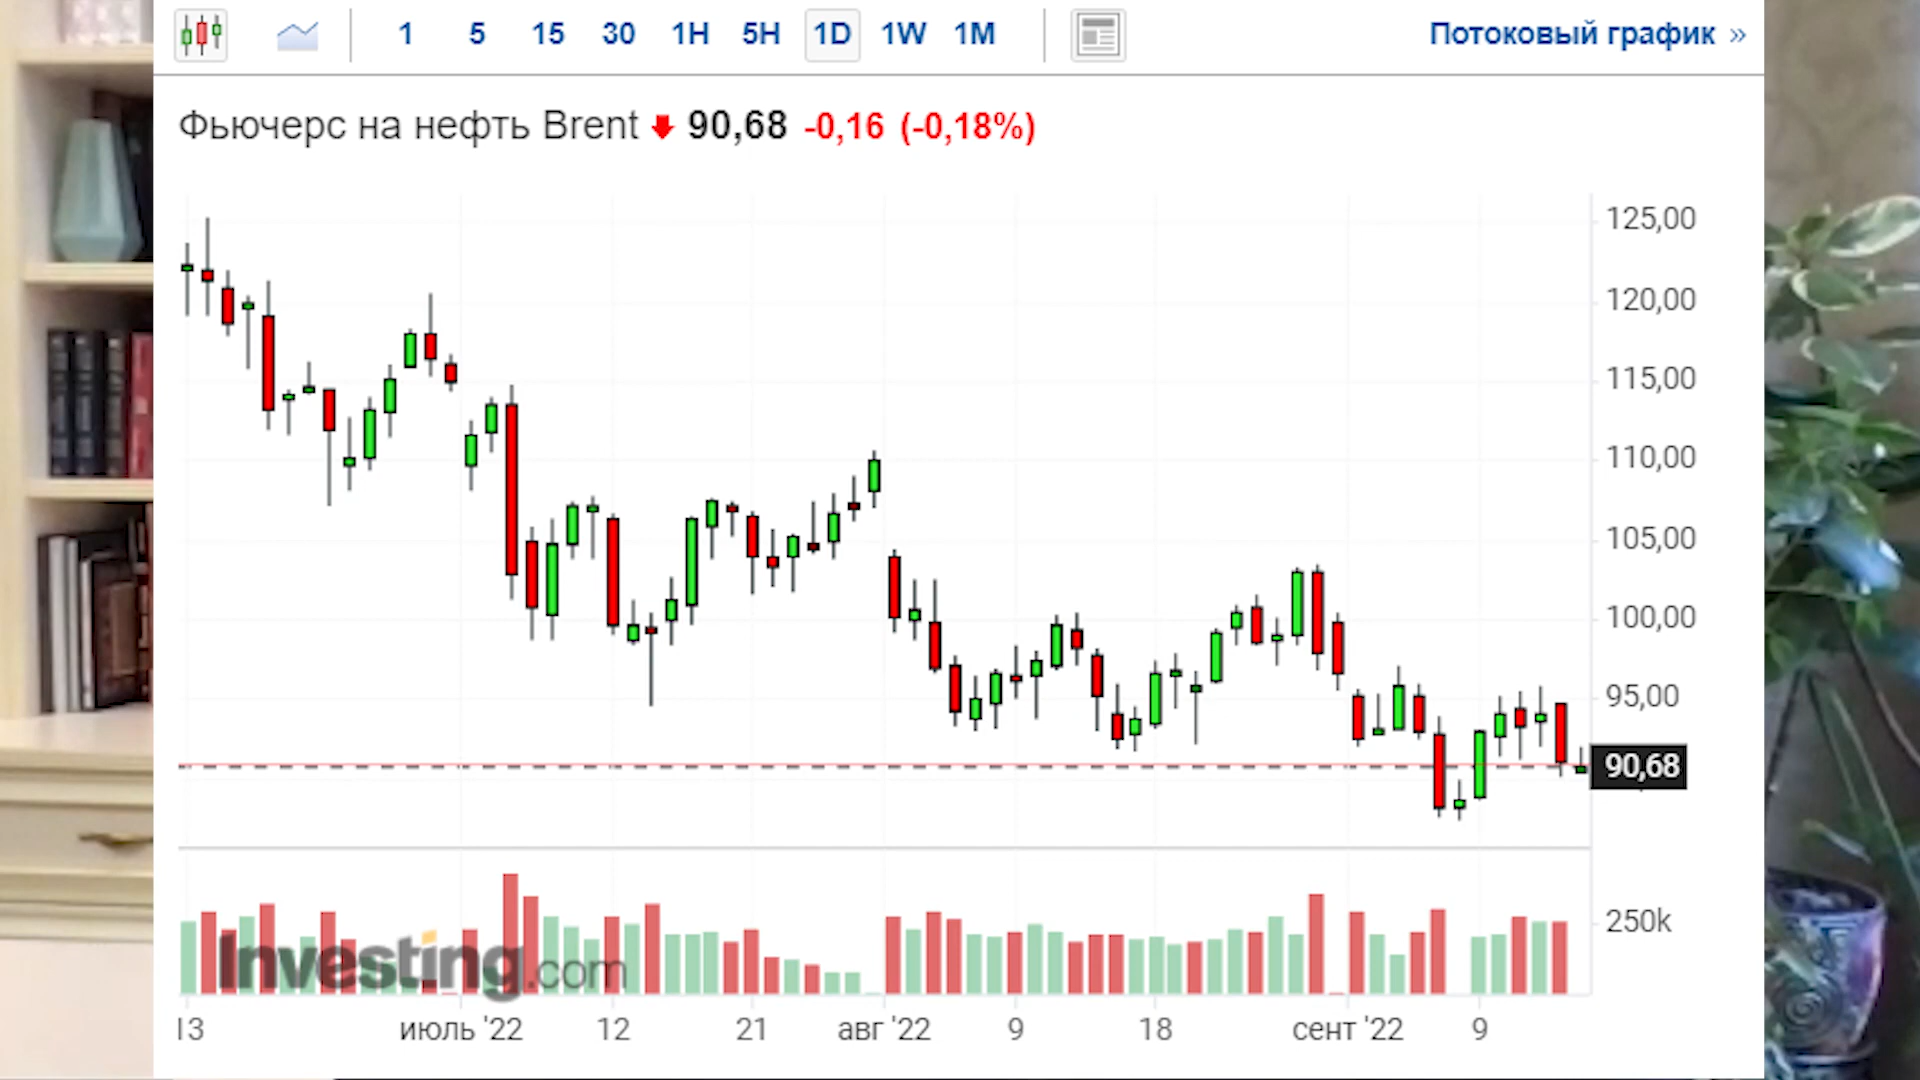 1 5 15 30 1H 5H 1D 1W 1M Потоковый график »
Фьючерс на нефть Brent 90,68 -0,16 (-0,18%)
125,00
120,00
115,00
110,00
105,00
100,00
95,00
90,68
250k
Investing.com
13 июль '22 12 21 авг '22 9 18 сент '22 9